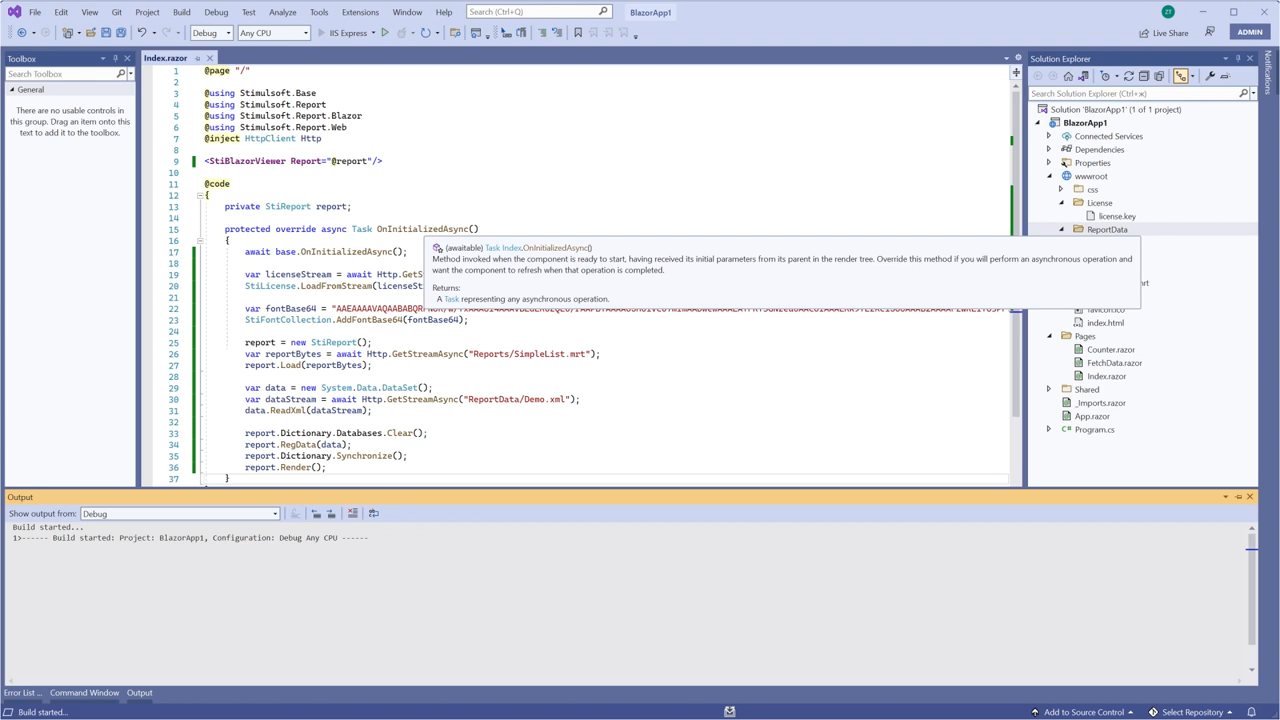 File Edit View Git Project Build Debug Test Analyze Tools Extensions Window Help Search (Ctrl+Q) BlazorApp1 ZT
Debug Any CPU IIS Express Live Share ADMIN
Toolbox
Search Toolbox
General
There are no usable controls in
this group. Drag an item onto this
text to add it to the toolbox.
Index.razor
1 @page "/"
2
3 @using Stimulsoft.Base
4 @using Stimulsoft.Report
5 @using Stimulsoft.Report.Blazor
6 @using Stimulsoft.Report.Web
7 @inject HttpClient Http
8
9 <StiBlazorViewer Report="@report"/>
10
11 @code
12 {
13 private StiReport report;
14
15 protected override async Task OnInitializedAsync()
16 {
17 await base.OnInitializedAsync();
18
19 var licenseStream = await Http.GetS
20 StiLicense.LoadFromStream(licenseSt
21
22 var fontBase64 =
23 StiFontCollection.AddFontBase64(fontBase64);
24
25 report = new StiReport();
26 var reportBytes = await Http.GetStreamAsync("Reports/SimpleList.mrt");
27 report.Load(reportBytes);
28
29 var data = new System.Data.DataSet();
30 var dataStream = await Http.GetStreamAsync("ReportData/Demo.xml");
31 data.ReadXml(dataStream);
32
33 report.Dictionary.Databases.Clear();
34 report.RegData(data);
35 report.Dictionary.Synchronize();
36 report.Render();
37 }
(awaitable) Task Index.OnInitializedAsync()
Method invoked when the component is ready to start, having received its initial parameters from its parent in the render tree. Override this method if you will perform an asynchronous operation and
want the component to refresh when that operation is completed.
Returns:
A Task representing any asynchronous operation.
Solution Explorer
Search Solution Explorer (Ctrl+ж)
Solution 'BlazorApp1' (1 of 1 project)
BlazorApp1
Connected Services
Dependencies
Properties
wwwroot
css
License
license.key
ReportData
favicon.ico
index.html
Pages
Counter.razor
FetchData.razor
Index.razor
Shared
_Imports.razor
App.razor
Program.cs
Notifications
Output
Show output from: Debug
Build started...
1>------ Build started: Project: BlazorApp1, Configuration: Debug Any CPU ------
Error List ... Command Window Output
Build started... Add to Source Control Select Repository